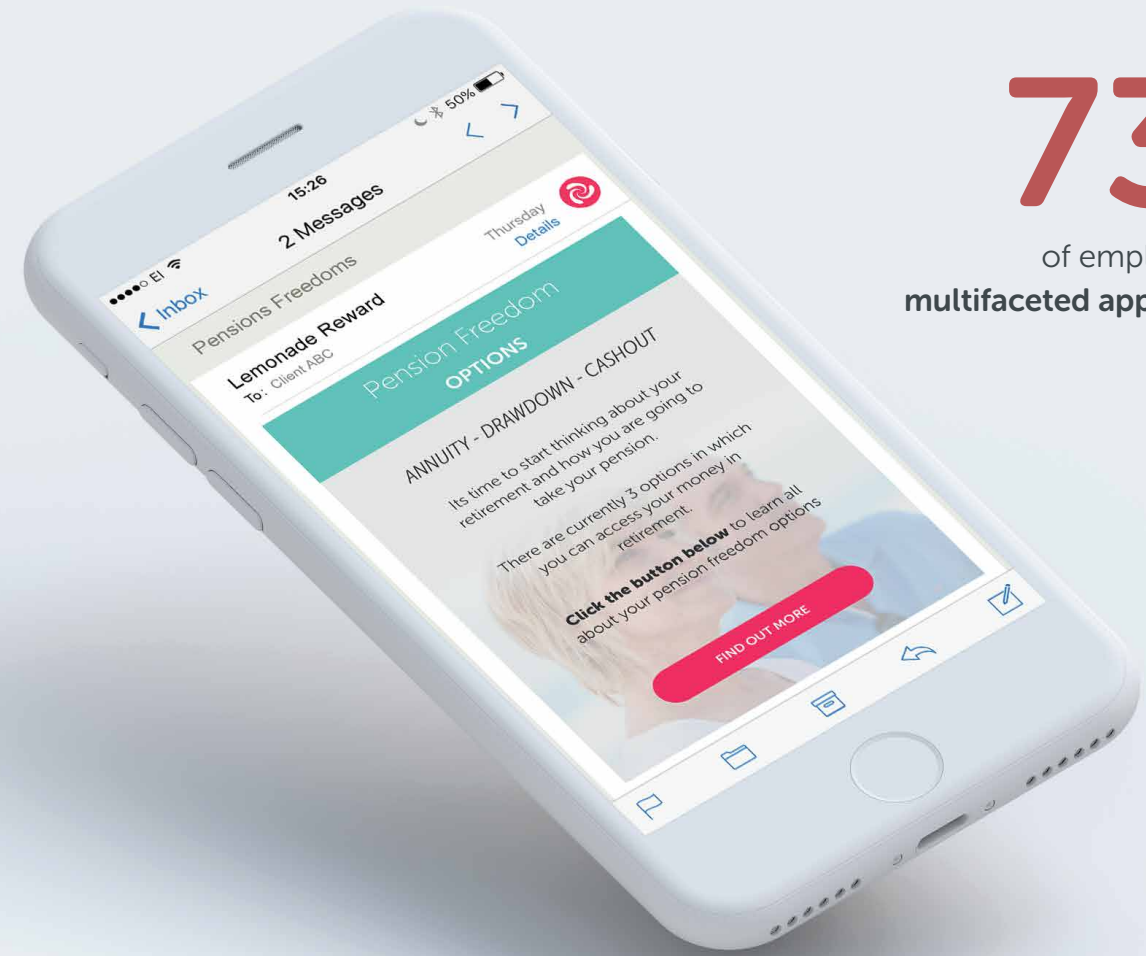 ●●●●○ EI
15:26
50%
Inbox
2 Messages
Pensions Freedoms
Lemonade Reward
To: Client ABC
Thursday
Details
Pension Freedom
OPTIONS
ANNUITY - DRAWDOWN - CASHOUT
Its time to start thinking about your
retirement and how you are going to
take your pension.
There are currently 3 options in which
you can access your money in
retirement.
Click the button below to learn all
about your pension freedom options
FIND OUT MORE
73
of emp
multifaceted app